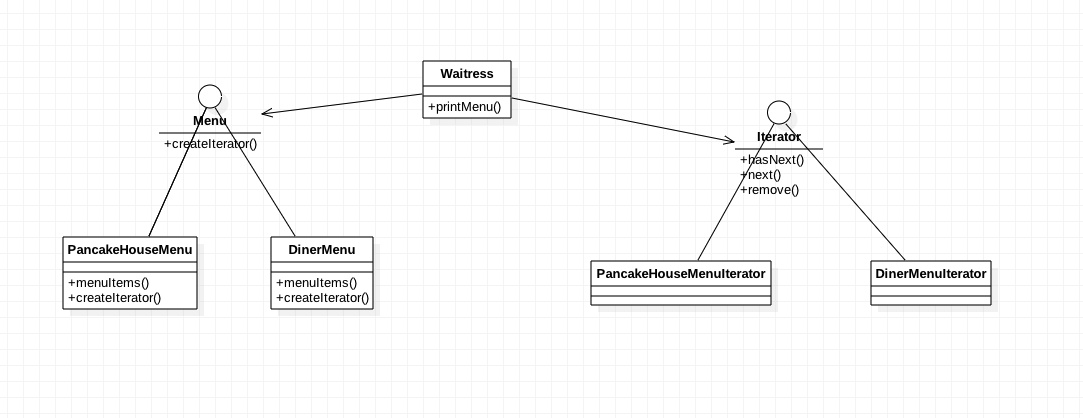 Waitress
+printMenu()
Menu
+createIterator()
Iterator
+hasNext()
+next()
+remove()
PancakeHouseMenu
+menuItems()
+createIterator()
DinerMenu
+menuItems()
+createIterator()
PancakeHouseMenuIterator
DinerMenuIterator